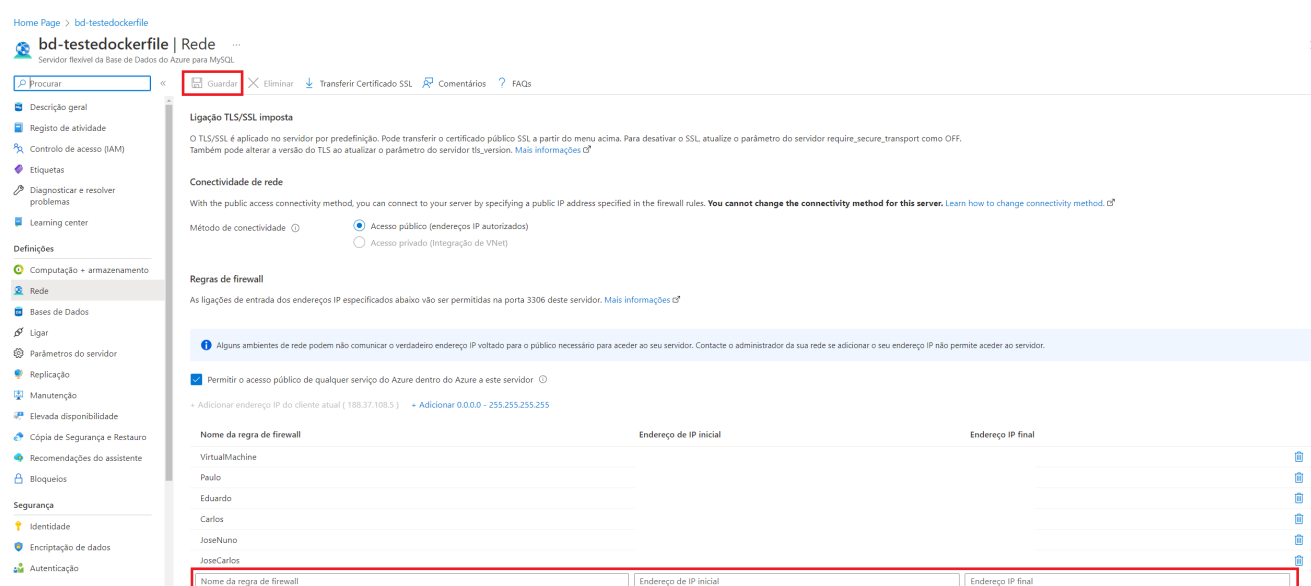 Home Page > bd-testedockerfile
bd-testedockerfile | Rede ...
Servidor flexível da Base de Dados do Azure para MySQL
Procurar
«
Guardar
Eliminar
Transferir Certificado SSL
Comentários
FAQs
Descrição geral
Registo de atividade
Controlo de acesso (IAM)
Etiquetas
Diagnosticar e resolver
problemas
Learning center
Definições
Computação + armazenamento
Rede
Bases de Dados
Ligar
Parâmetros do servidor
Replicação
Manutenção
Elevada disponibilidade
Cópia de Segurança e Restauro
Recomendações do assistente
Bloqueios
Segurança
Identidade
Encriptação de dados
Autenticação
Ligação TLS/SSL imposta
O TLS/SSL é aplicado no servidor por predefinição. Pode transferir o certificado público SSL a partir do menu acima. Para desativar o SSL, atualize o parâmetro do servidor require_secure_transport como OFF.
Também pode alterar a versão do TLS ao atualizar o parâmetro do servidor tls_version. Mais informações
Conectividade de rede
With the public access connectivity method, you can connect to your server by specifying a public IP address specified in the firewall rules. You cannot change the connectivity method for this server. Learn how to change connectivity method.
Método de conectividade
Acesso público (endereços IP autorizados)
Acesso privado (Integração de VNet)
Regras de firewall
As ligações de entrada dos endereços IP especificados abaixo vão ser permitidas na porta 3306 deste servidor. Mais informações
Alguns ambientes de rede podem não comunicar o verdadeiro endereço IP voltado para o público necessário para aceder ao seu servidor. Contacte o administrador da sua rede se adicionar o seu endereço IP não permite aceder ao servidor.
Permitir o acesso público de qualquer serviço do Azure dentro do Azure a este servidor
+ Adicionar endereço IP do cliente atual ( 188.37.108.5 ) + Adicionar 0.0.0.0 - 255.255.255.255
Nome da regra de firewall Endereço de IP inicial Endereço IP final
VirtualMachine
Paulo
Eduardo
Carlos
JoseNuno
JoseCarlos
Nome da regra de firewall Endereço de IP inicial Endereço IP final